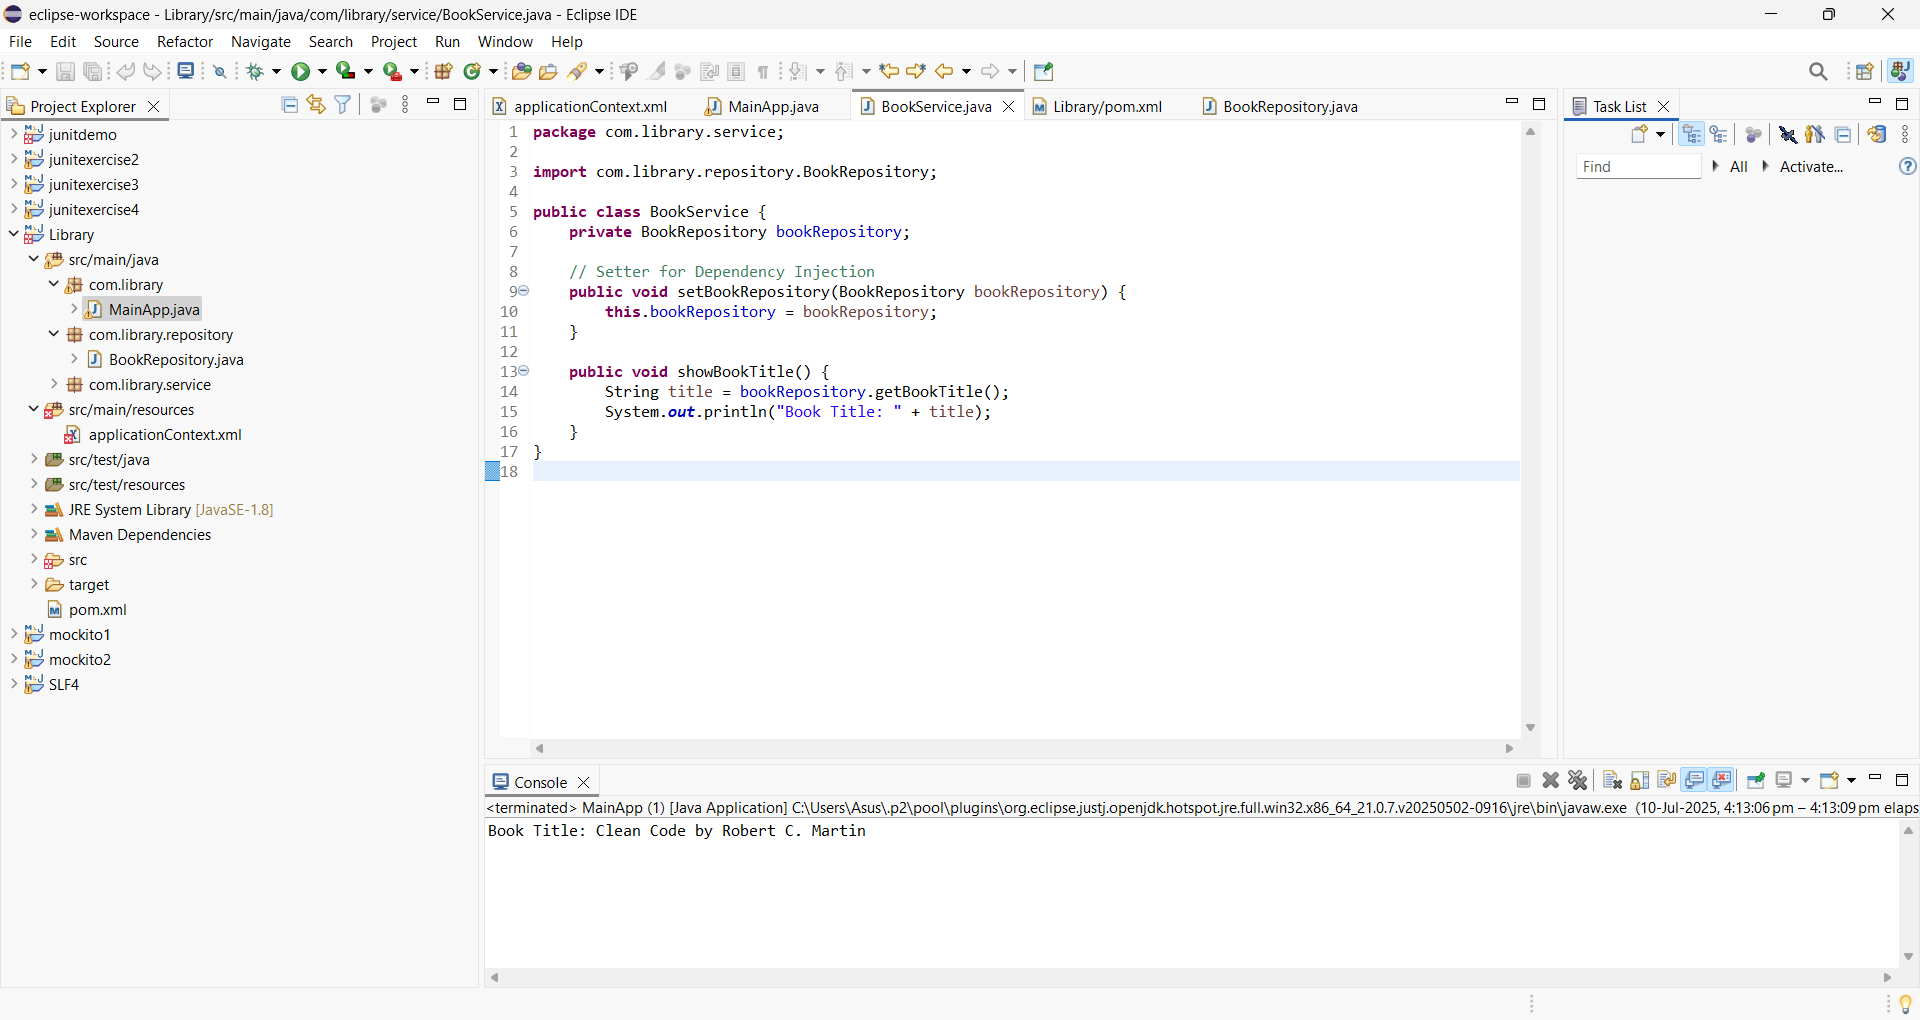 eclipse-workspace - Library/src/main/java/com/library/service/BookService.java - Eclipse IDE
File Edit Source Refactor Navigate Search Project Run Window Help
Project Explorer
junitdemo
junitexercise2
junitexercise3
junitexercise4
Library
src/main/java
com.library
MainApp.java
com.library.repository
BookRepository.java
com.library.service
src/main/resources
applicationContext.xml
src/test/java
src/test/resources
JRE System Library [JavaSE-1.8]
Maven Dependencies
src
target
pom.xml
mockito1
mockito2
SLF4
applicationContext.xml MainApp.java BookService.java Library/pom.xml BookRepository.java
1 package com.library.service;
2
3 import com.library.repository.BookRepository;
4
5 public class BookService {
6     private BookRepository bookRepository;
7
8     // Setter for Dependency Injection
9     public void setBookRepository(BookRepository bookRepository) {
10         this.bookRepository = bookRepository;
11     }
12
13     public void showBookTitle() {
14         String title = bookRepository.getBookTitle();
15         System.out.println("Book Title: " + title);
16     }
17 }
18
Task List
Find All Activate...
Console
<terminated> MainApp (1) [Java Application] C:\Users\Asus\.p2\pool\plugins\org.eclipse.justj.openjdk.hotspot.jre.full.win32.x86_64_21.0.7.v20250502-0916\jre\bin\javaw.exe (10-Jul-2025, 4:13:06 pm – 4:13:09 pm elaps
Book Title: Clean Code by Robert C. Martin